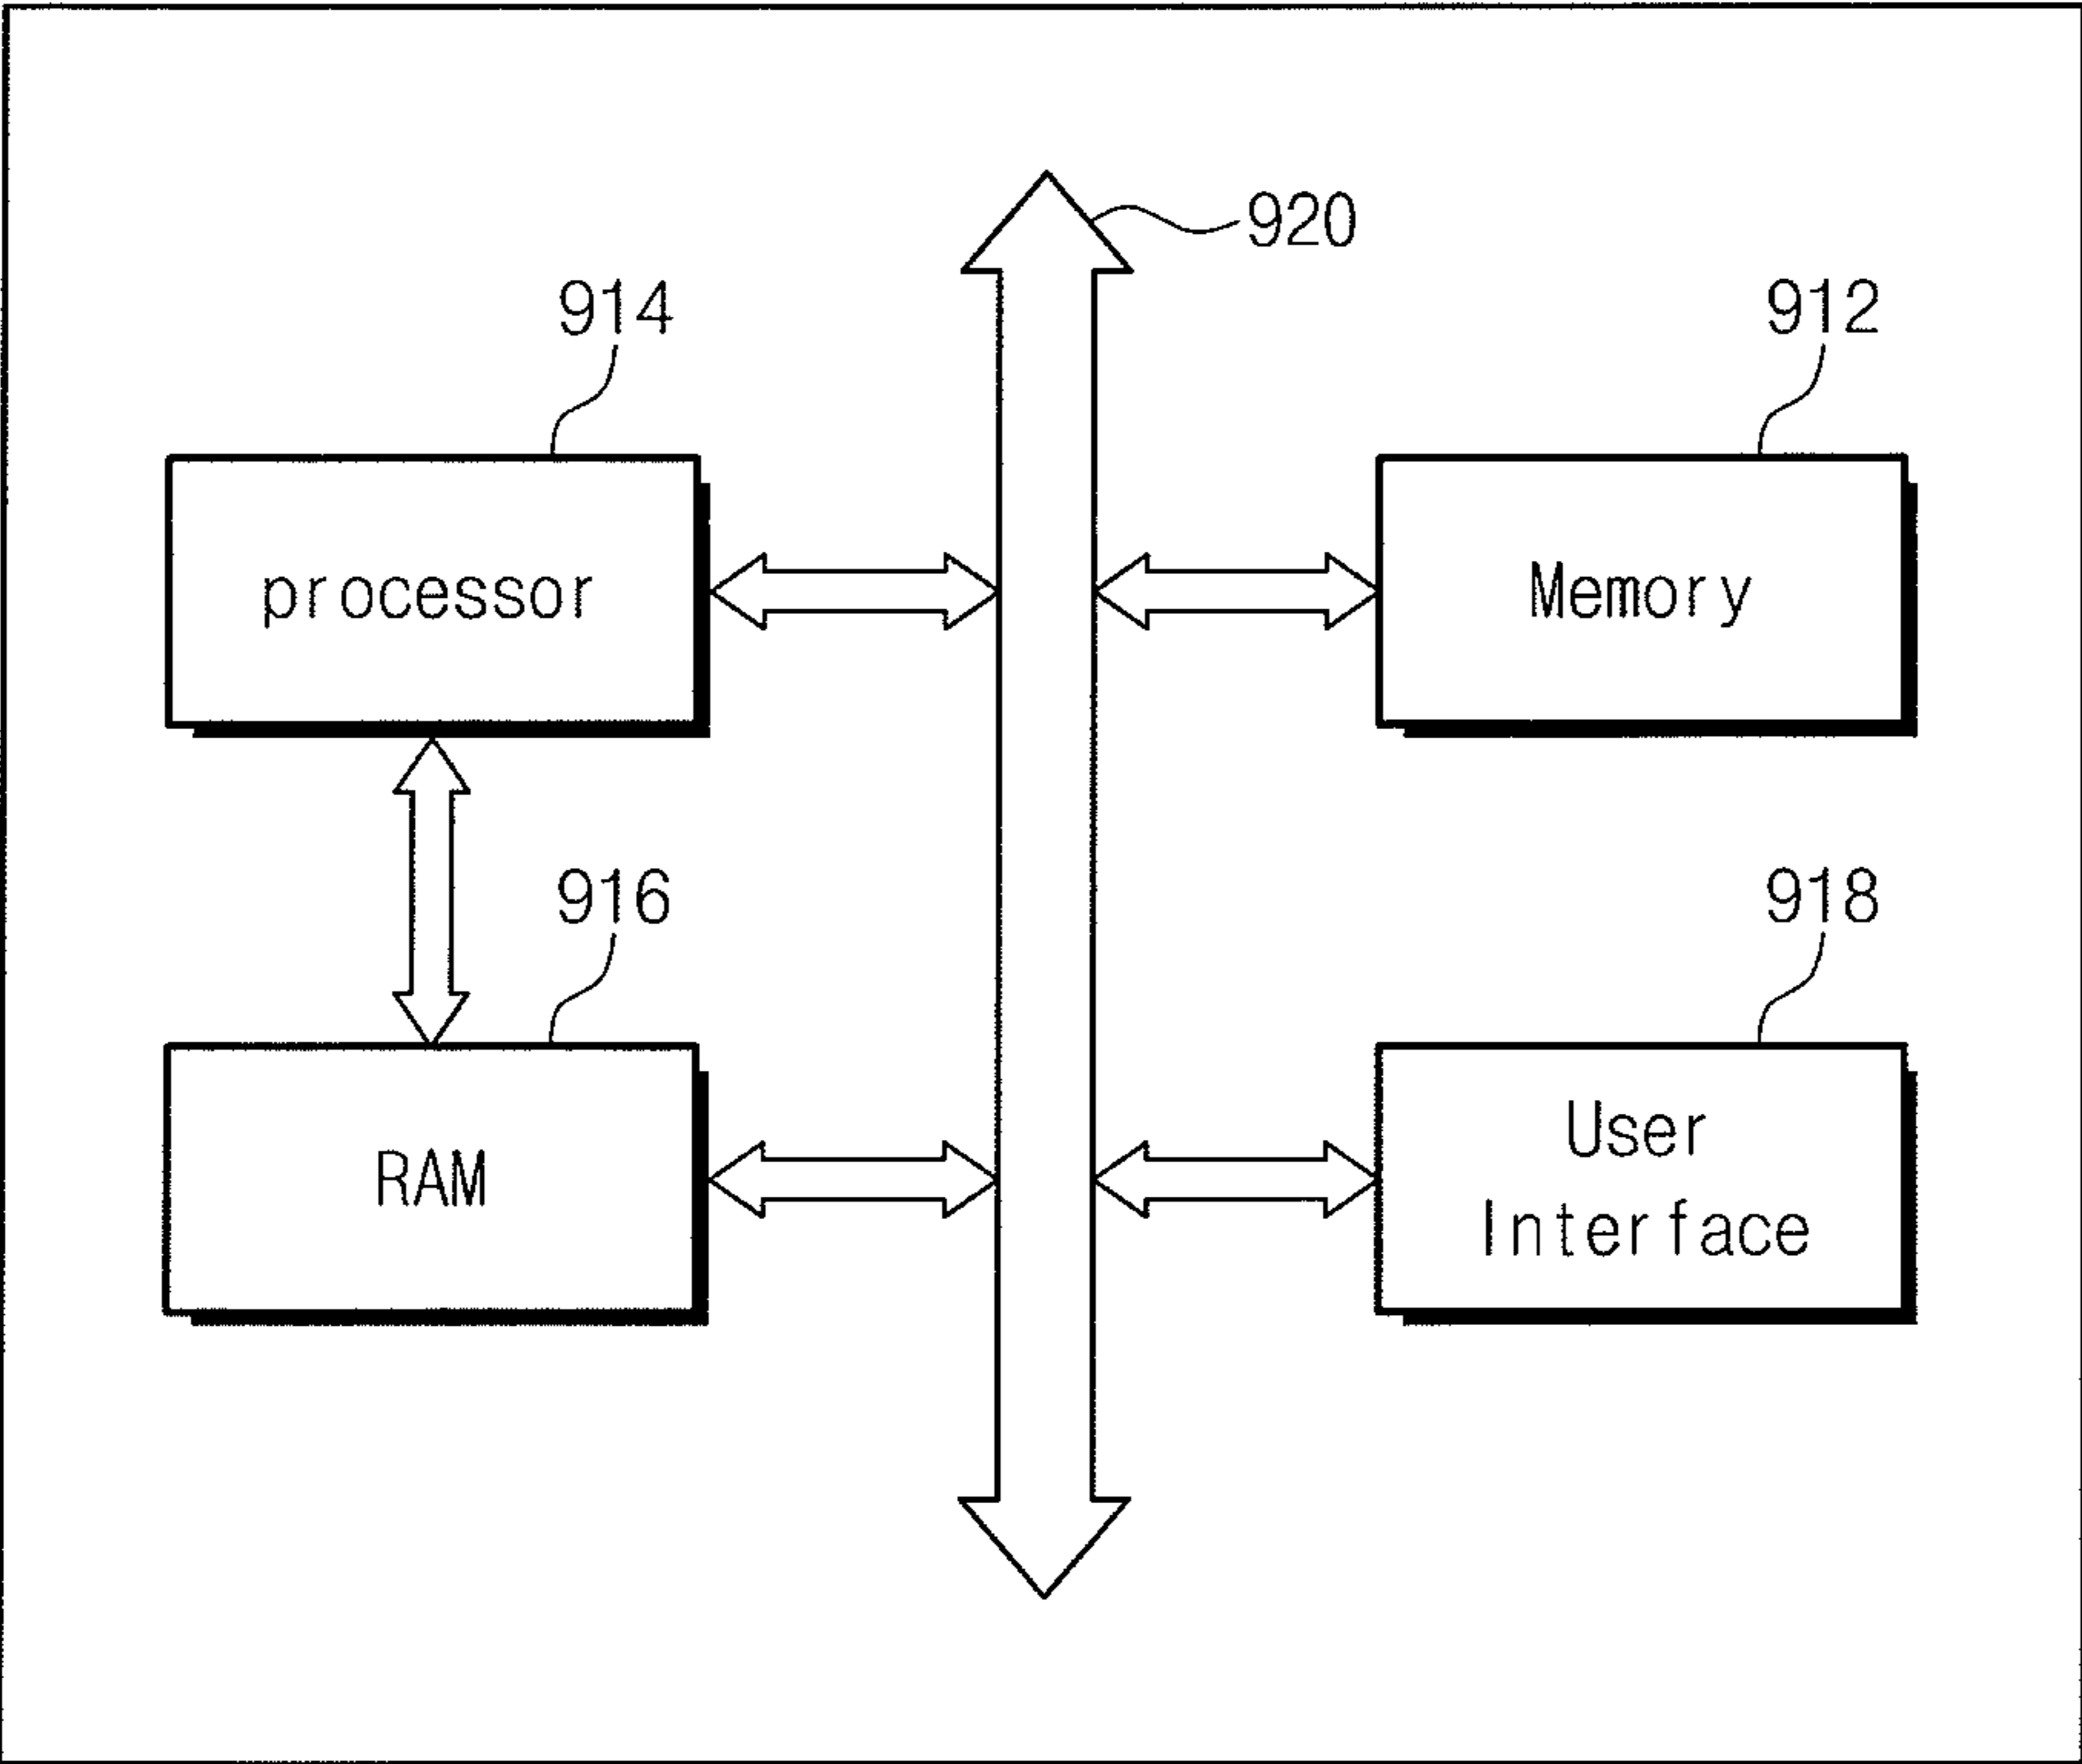 920
914
912
processor
Memory
916
918
RAM
User
Interface